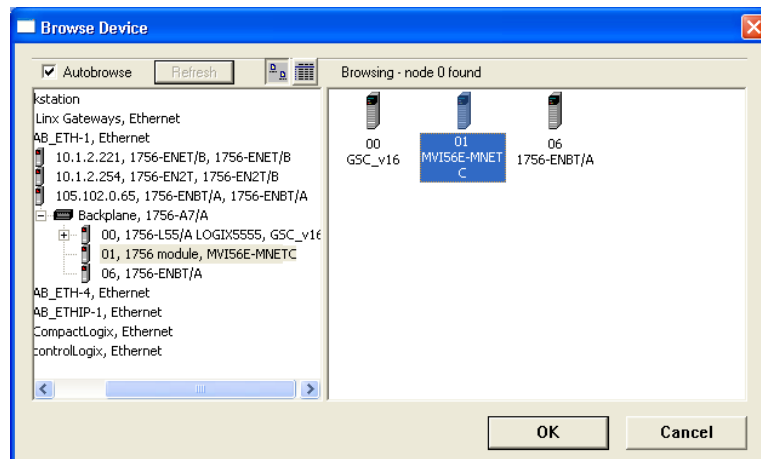 Browse Device
Autobrowse
Refresh
Browsing - node 0 found
kstation
Linx Gateways, Ethernet
AB_ETH-1, Ethernet
10.1.2.221, 1756-ENET/B, 1756-ENET/B
10.1.2.254, 1756-EN2T, 1756-EN2T/B
105.102.0.65, 1756-ENBT/A, 1756-ENBT/A
Backplane, 1756-A7/A
00, 1756-L55/A LOGIX5555, GSC_v16
01, 1756 module, MVI56E-MNETC
06, 1756-ENBT/A
AB_ETH-4, Ethernet
AB_ETHIP-1, Ethernet
CompactLogix, Ethernet
controlLogix, Ethernet
00
GSC_v16
01
MVI56E-MNET
C
06
1756-ENBT/A
OK
Cancel